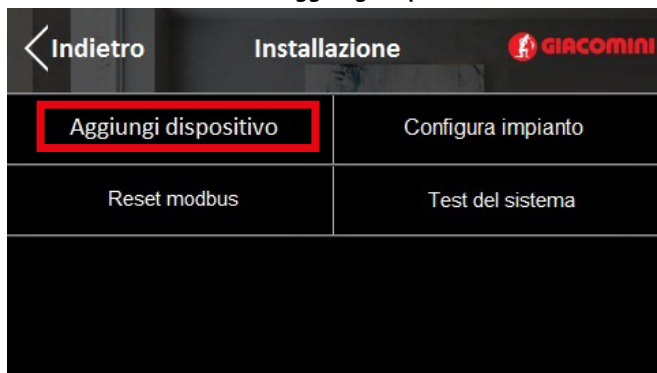 Indietro Installazione GIACOMINI
Aggiungi dispositivo Configura impianto
Reset modbus Test del sistema